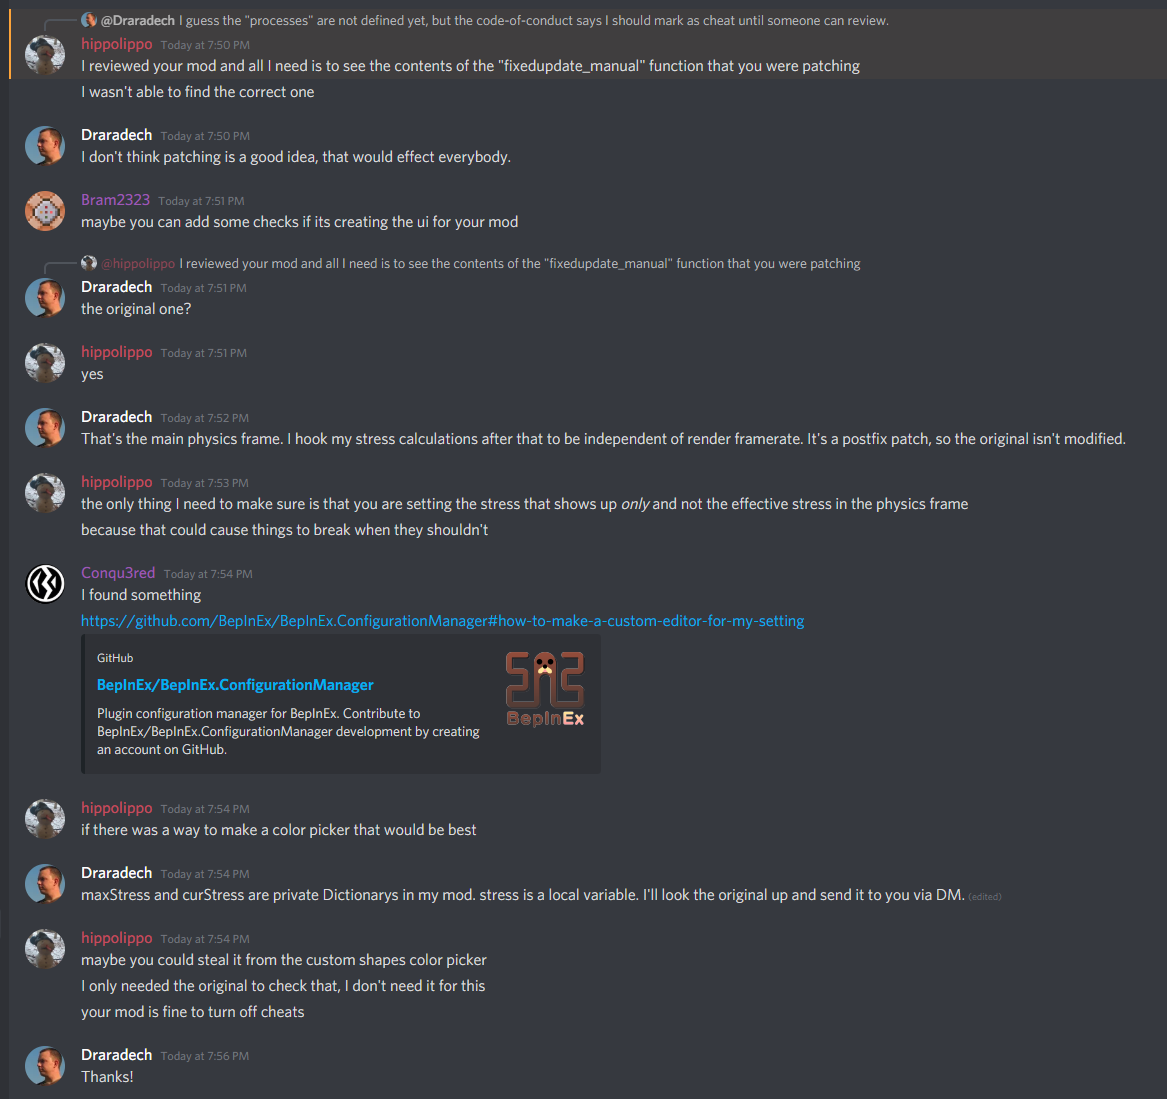 @Draradech I guess the "processes" are not defined yet, but the code-of-conduct says I should mark as cheat until someone can review.
hippolippo Today at 7:50 PM
I reviewed your mod and all I need is to see the contents of the "fixedupdate_manual" function that you were patching
I wasn't able to find the correct one
Draradech Today at 7:50 PM
I don't think patching is a good idea, that would effect everybody.
Bram2323 Today at 7:51 PM
maybe you can add some checks if its creating the ui for your mod
@hippolippo I reviewed your mod and all I need is to see the contents of the "fixedupdate_manual" function that you were patching
Draradech Today at 7:51 PM
the original one?
hippolippo Today at 7:51 PM
yes
Draradech Today at 7:52 PM
That's the main physics frame. I hook my stress calculations after that to be independent of render framerate. It's a postfix patch, so the original isn't modified.
hippolippo Today at 7:53 PM
the only thing I need to make sure is that you are setting the stress that shows up only and not the effective stress in the physics frame
because that could cause things to break when they shouldn't
Conqu3red Today at 7:54 PM
I found something
https://github.com/BepInEx/BepInEx.ConfigurationManager#how-to-make-a-custom-editor-for-my-setting
GitHub
BepInEx/BepInEx.ConfigurationManager
Plugin configuration manager for BepInEx. Contribute to
BepInEx/BepInEx.ConfigurationManager development by creating
an account on GitHub.
BepInEx
hippolippo Today at 7:54 PM
if there was a way to make a color picker that would be best
Draradech Today at 7:54 PM
maxStress and curStress are private Dictionarys in my mod. stress is a local variable. I'll look the original up and send it to you via DM. (edited)
hippolippo Today at 7:54 PM
maybe you could steal it from the custom shapes color picker
I only needed the original to check that, I don't need it for this
your mod is fine to turn off cheats
Draradech Today at 7:56 PM
Thanks!